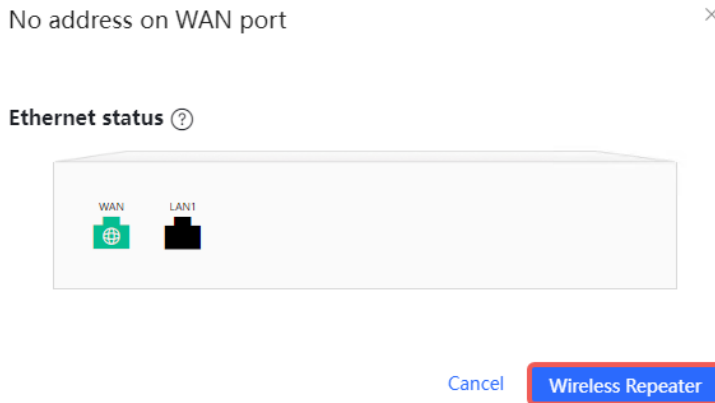 No address on WAN port
Ethernet status ?
WAN LAN1
Cancel Wireless Repeater